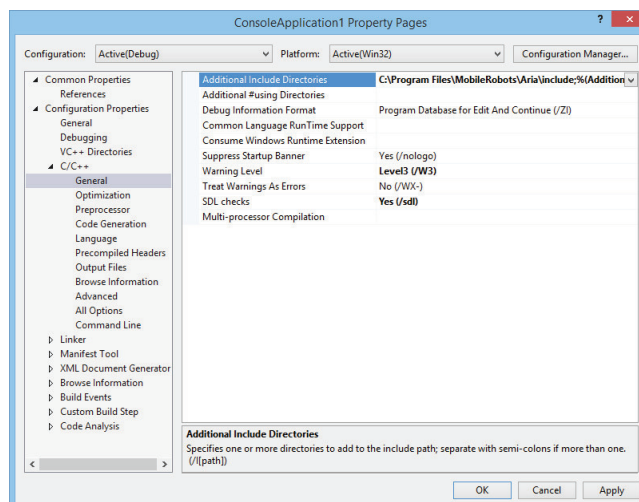 ConsoleApplication1 Property Pages
? x
Configuration: Active(Debug) Platform: Active(Win32) Configuration Manager...
Common Properties
References
Configuration Properties
General
Debugging
VC++ Directories
C/C++
General
Optimization
Preprocessor
Code Generation
Language
Precompiled Headers
Output Files
Browse Information
Advanced
All Options
Command Line
Linker
Manifest Tool
XML Document Generator
Browse Information
Build Events
Custom Build Step
Code Analysis
Additional Include Directories C:\Program Files\MobileRobots\Aria\include;%(Addition
Additional #using Directories
Debug Information Format Program Database for Edit And Continue (/ZI)
Common Language RunTime Support
Consume Windows Runtime Extension
Suppress Startup Banner Yes (/nologo)
Warning Level Level3 (/W3)
Treat Warnings As Errors No (/WX-)
SDL checks Yes (/sdl)
Multi-processor Compilation
Additional Include Directories
Specifies one or more directories to add to the include path; separate with semi-colons if more than one.
(/I[path])
OK Cancel Apply